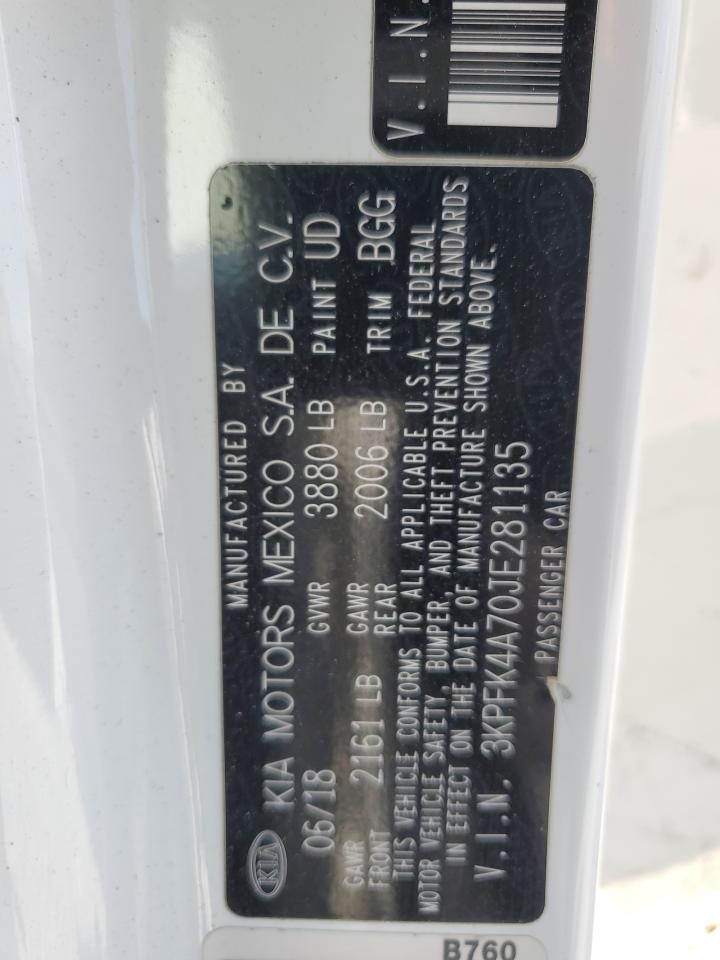 V.I.N.
MANUFACTURED BY
KIA KIA MOTORS MEXICO S.A. DE C.V.
06/18 GVWR 3880 LB PAINT UD
GAWR FRONT 2161 LB GAWR REAR 2006 LB TRIM BGG
THIS VEHICLE CONFORMS TO ALL APPLICABLE U.S.A. FEDERAL
MOTOR VEHICLE SAFETY, BUMPER, AND THEFT PREVENTION STANDARDS
IN EFFECT ON THE DATE OF MANUFACTURE SHOWN ABOVE.
V.I.N. 3KPFK4A70JE281135
PASSENGER CAR
B760